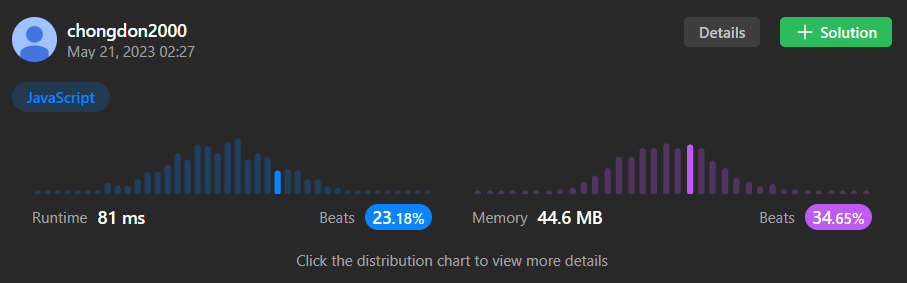 chongdon2000
May 21, 2023 02:27
Details
Solution
JavaScript
Runtime 81 ms Beats 23.18%
Memory 44.6 MB Beats 34.65%
Click the distribution chart to view more details